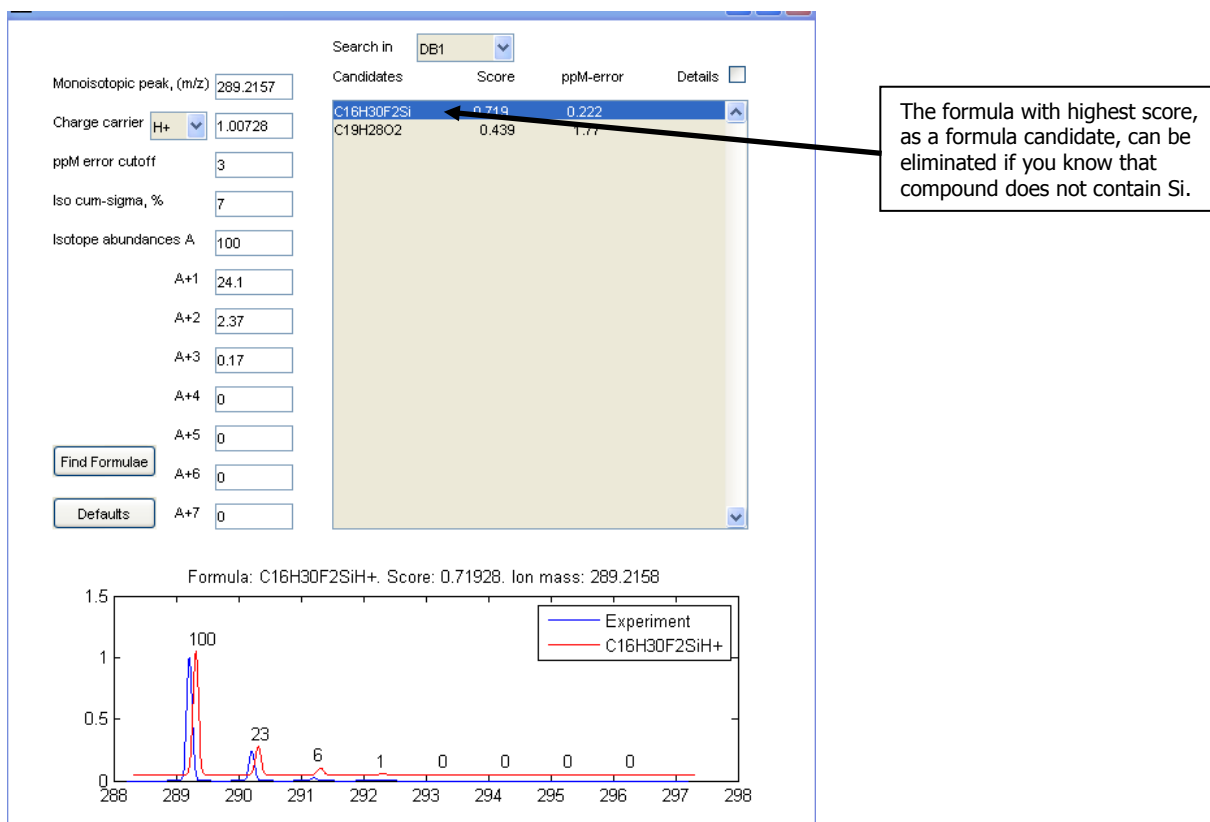 Search in DB1
Candidates Score ppM-error Details
C16H30F2Si 0.719 0.222
C19H28O2 0.439 1.77
Monoisotopic peak, (m/z) 289.2157
Charge carrier H+ 1.00728
ppM error cutoff 3
Iso cum-sigma, % 7
Isotope abundances A 100
A+1 24.1
A+2 2.37
A+3 0.17
A+4 0
A+5 0
A+6 0
A+7 0
Find Formulae
Defaults
The formula with highest score,
as a formula candidate, can be
eliminated if you know that
compound does not contain Si.
Formula: C16H30F2SiH+. Score: 0.71928. Ion mass: 289.2158
Experiment
C16H30F2SiH+
1.5
1
0.5
0
100 23 6 1 0 0 0 0
288 289 290 291 292 293 294 295 296 297 298